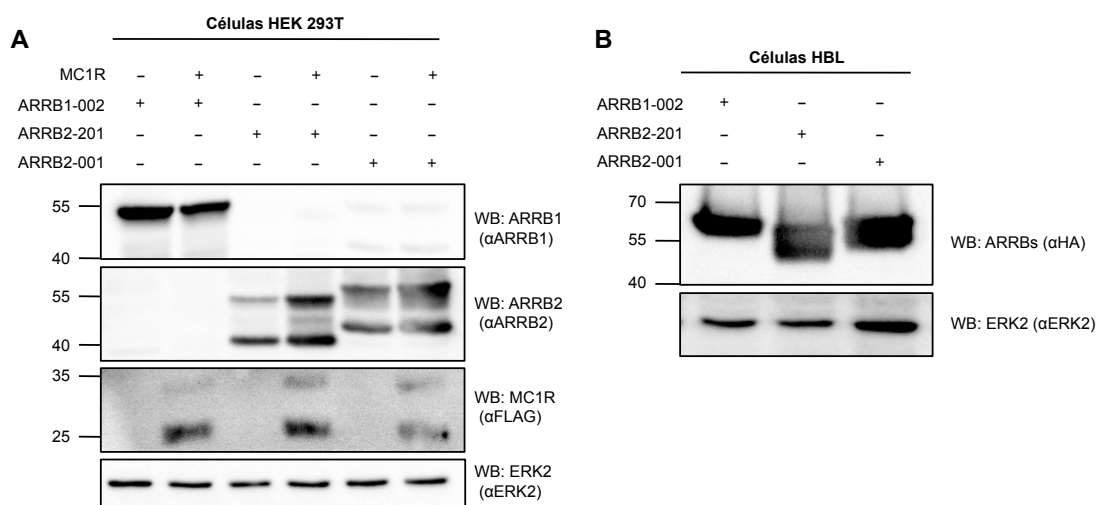 Células HEK 293T
A
MC1R – + – + – – +
ARRB1-002 + + – – – – –
ARRB2-201 – – + + – –
ARRB2-001 – – – – + +
55
40
WB: ARRB1
(αARRB1)
55
40
WB: ARRB2
(αARRB2)
35
25
WB: MC1R
(αFLAG)
WB: ERK2
(αERK2)
B
Células HBL
ARRB1-002 + – –
ARRB2-201 – + –
ARRB2-001 – – +
70
55
40
WB: ARRBs (αHA)
WB: ERK2 (αERK2)